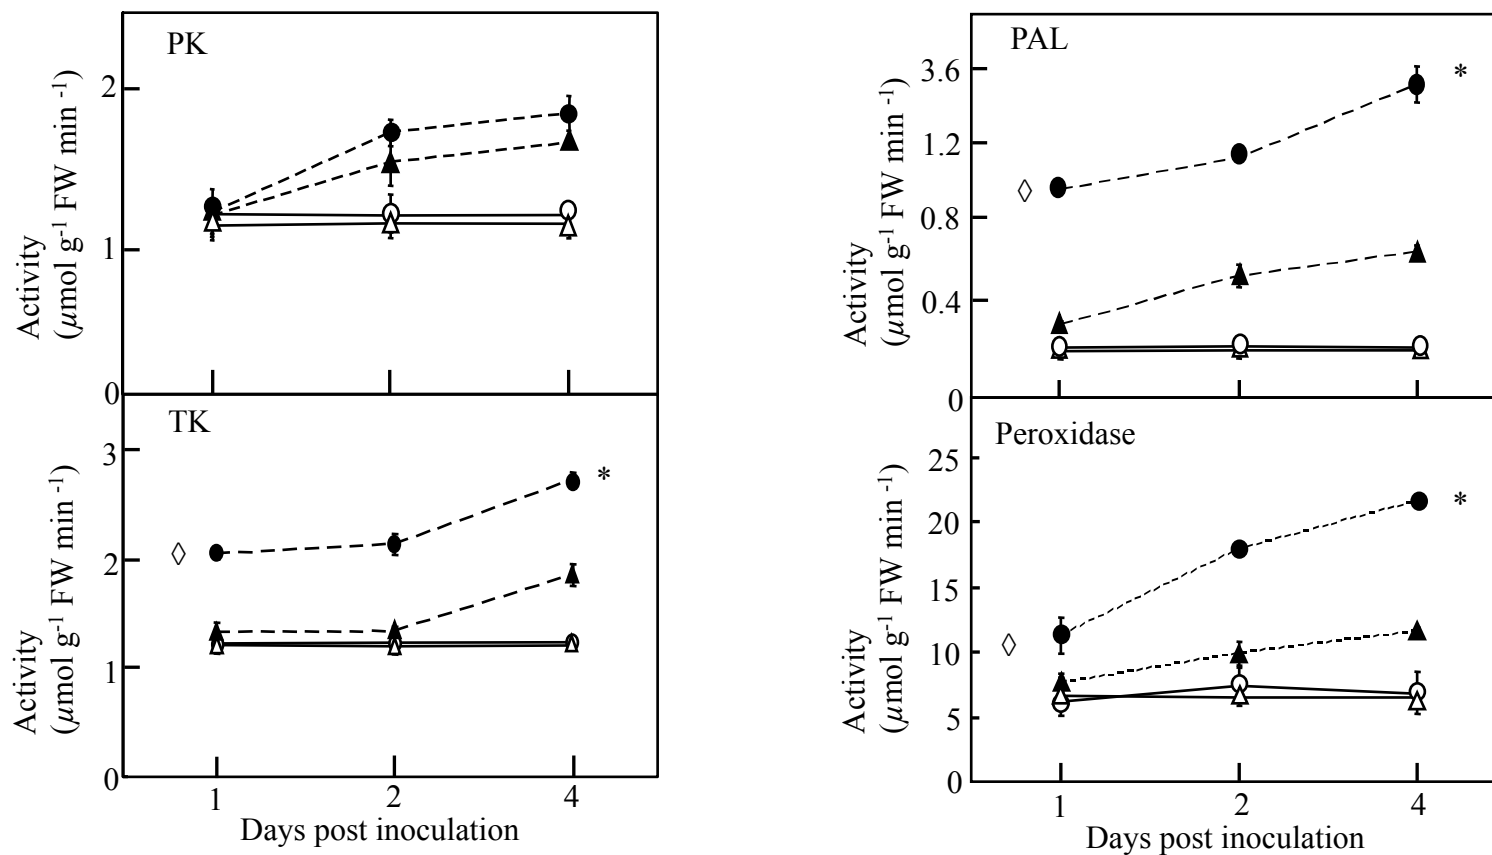 PK
2
1
0
Activity
(µmol g-1 FW min -1)
TK
3
2
1
0
Activity
(µmol g-1 FW min -1)
*
1 2 4
Days post inoculation
PAL
3.6
1.2
0.8
0.4
0
Activity
(µmol g-1 FW min -1)
*
Peroxidase
25
20
15
10
5
0
Activity
(µmol g-1 FW min -1)
*
1 2 4
Days post inoculation